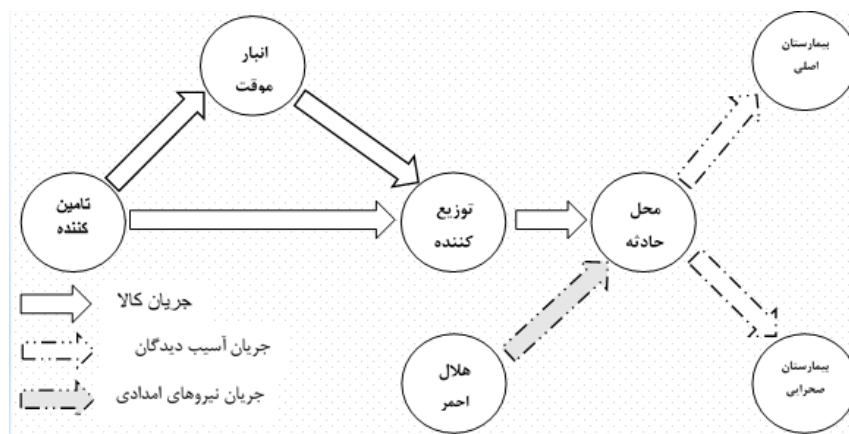 انبار
موقت
بیمارستان
اصلی
تامین
کننده
توزیع
کننده
محل
حادثه
هلال
احمر
بیمارستان
صحرایی
جریان کالا
جریان آسیب دیدگان
جریان نیروهای امدادی